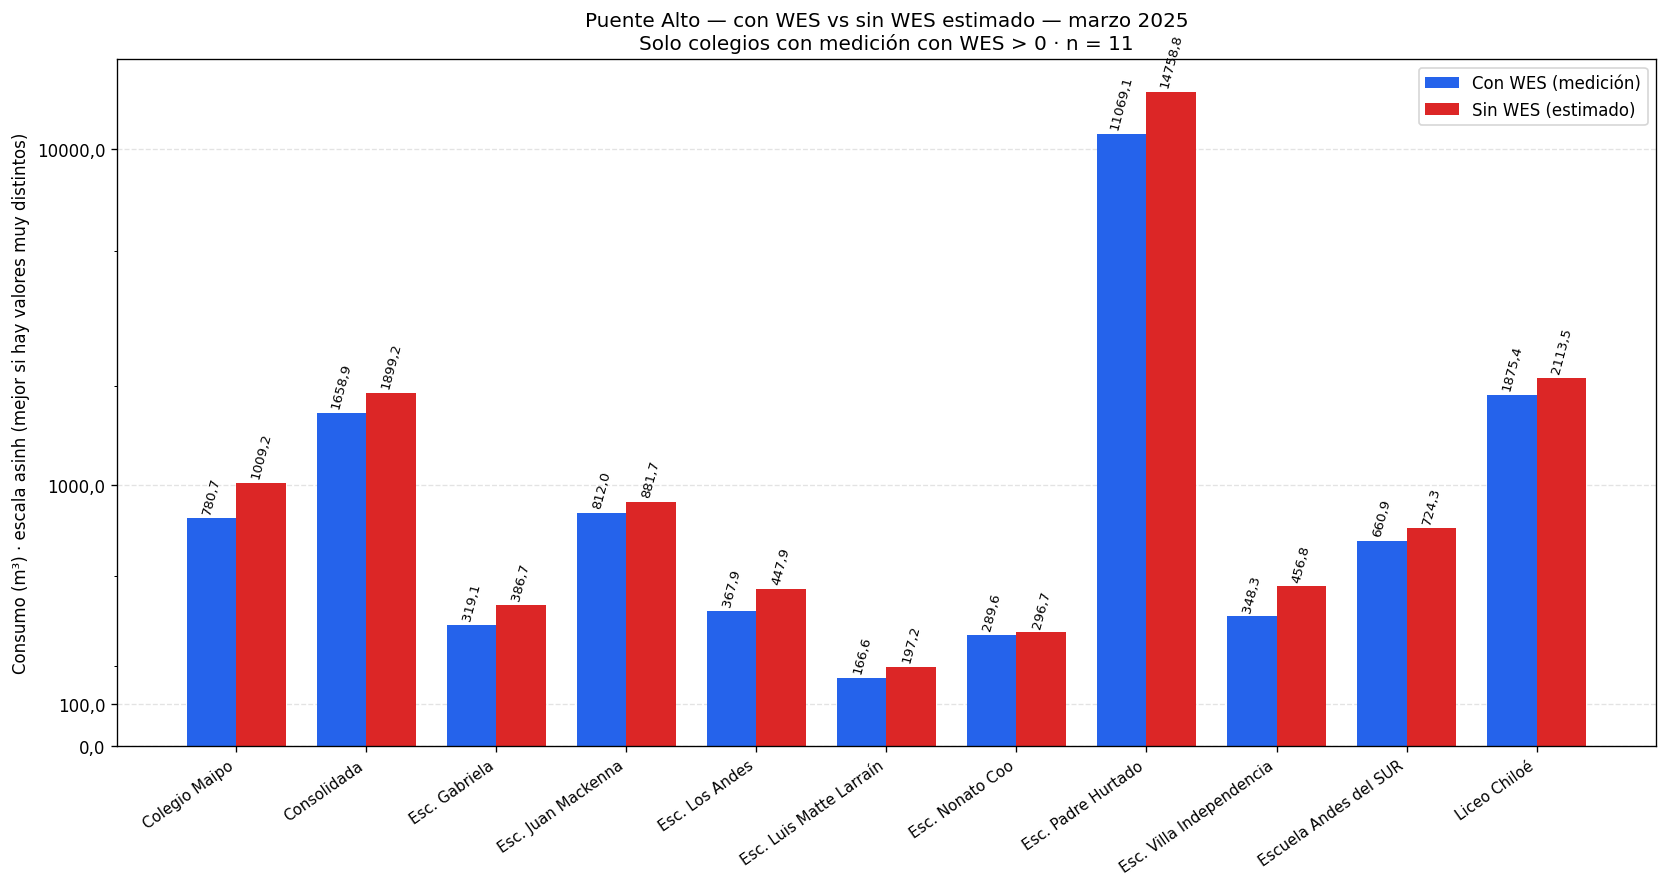 Puente Alto — con WES vs sin WES estimado — marzo 2025
Solo colegios con medición con WES > 0 · n = 11
Con WES (medición)
Sin WES (estimado)
Consumo (m³) · escala asinh (mejor si hay valores muy distintos)
10000,0
1000,0
100,0
0,0
780,7
1009,2
1658,9
1899,2
319,1
386,7
812,0
881,7
367,9
447,9
166,6
197,2
289,6
296,7
11069,1
14758,8
348,3
456,8
660,9
724,3
1875,4
2113,5
Colegio Maipo
Consolidada
Esc. Gabriela
Esc. Juan Mackenna
Esc. Los Andes
Esc. Luis Matte Larraín
Esc. Nonato Coo
Esc. Padre Hurtado
Esc. Villa Independencia
Escuela Andes del SUR
Liceo Chiloé